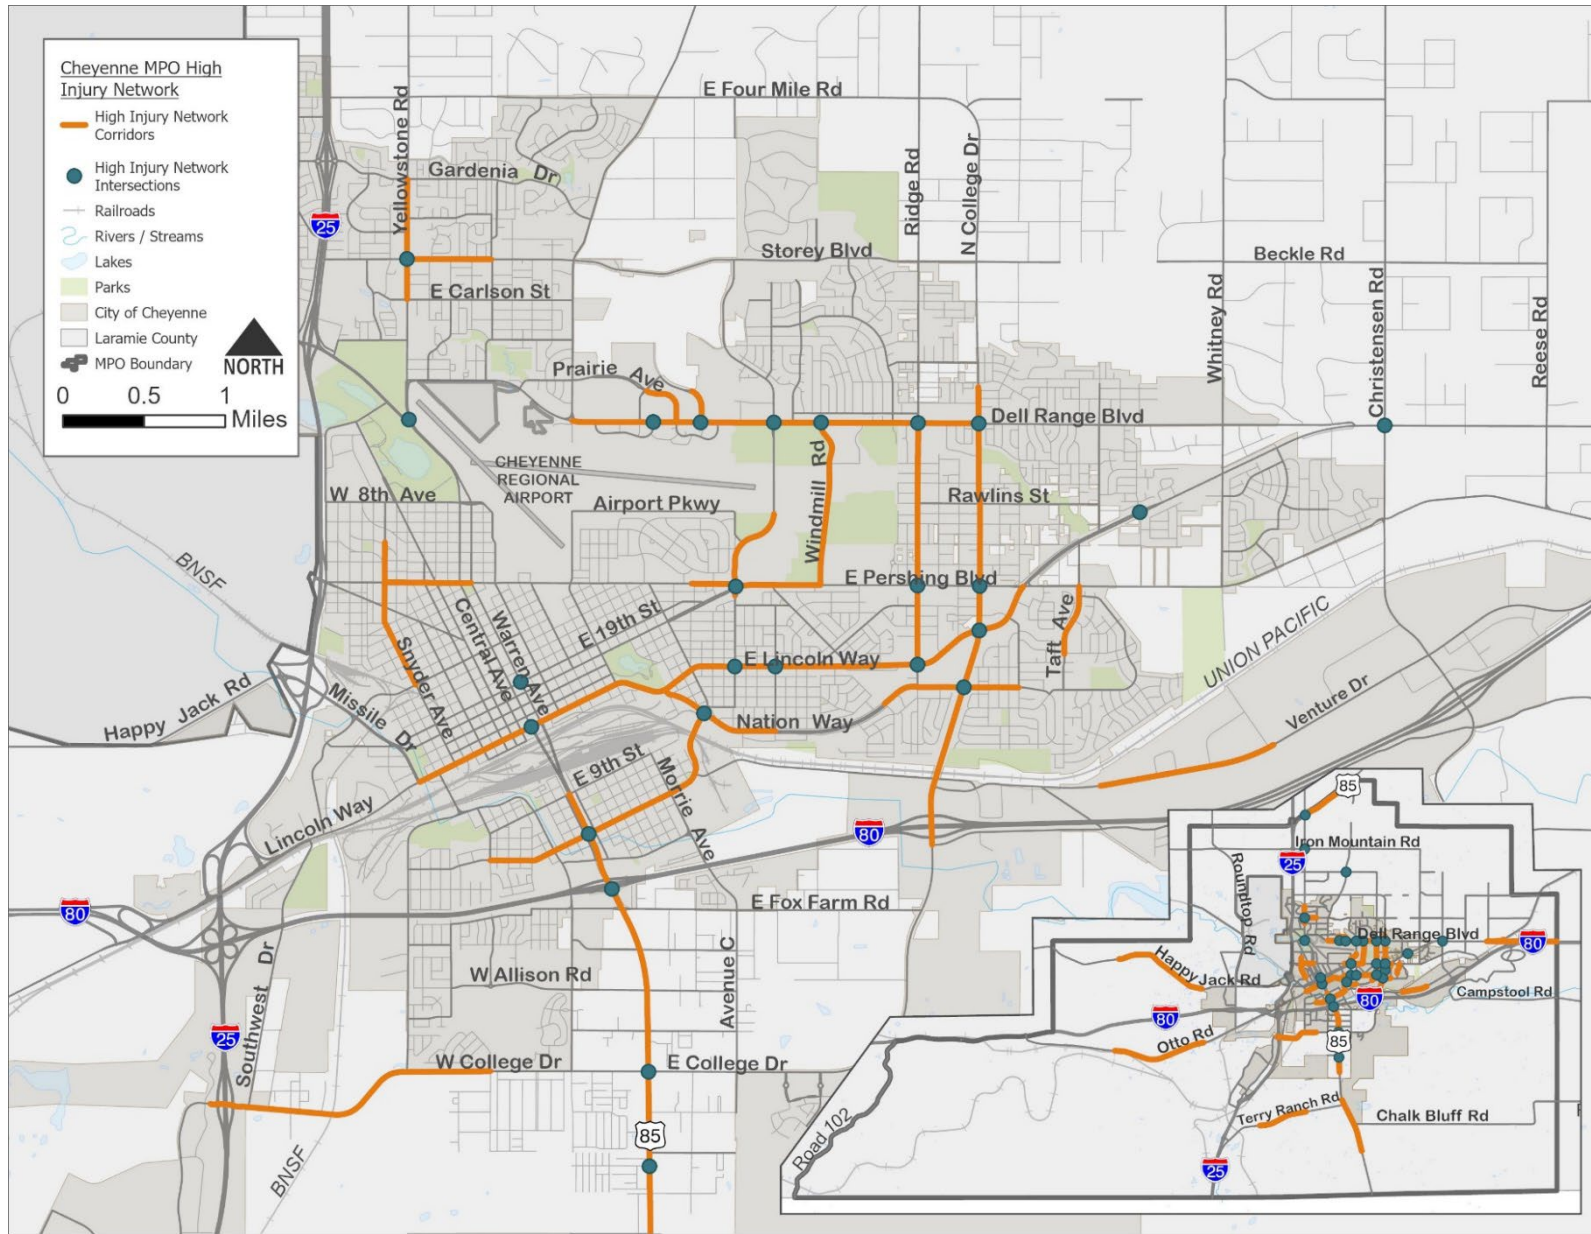 Cheyenne MPO High
Injury Network
High Injury Network
Corridors
High Injury Network
Intersections
Railroads
Rivers / Streams
Lakes
Parks
City of Cheyenne
Laramie County
MPO Boundary
NORTH
0 0.5 1
Miles
E Four Mile Rd
Yellowstone Rd
Gardenia Dr
Ridge Rd
N College Dr
25
Storey Blvd
Beckle Rd
E Carlson St
Whitney Rd
Christensen Rd
Reese Rd
Prairie Ave
Dell Range Blvd
CHEYENNE
REGIONAL
AIRPORT
Windmill Rd
W 8th Ave
Airport Pkwy
Rawlins St
BNSF
E Pershing Blvd
Central Ave
Warren Ave
E 19th St
Taft Ave
UNION PACIFIC
Snyder Ave
E Lincoln Way
Happy Jack Rd
Missile Dr
Nation Way
Venture Dr
E 9th St
Morrie Ave
Lincoln Way
80
80
E Fox Farm Rd
Southwest Dr
W Allison Rd
Avenue C
25
W College Dr
E College Dr
85
BNSF
85
Iron Mountain Rd
25
Roundtop Rd
Dell Range Blvd
80
Happy Jack Rd
80
Campstool Rd
80
Otto Rd
85
Terry Ranch Rd
Chalk Bluff Rd
Road 102
25